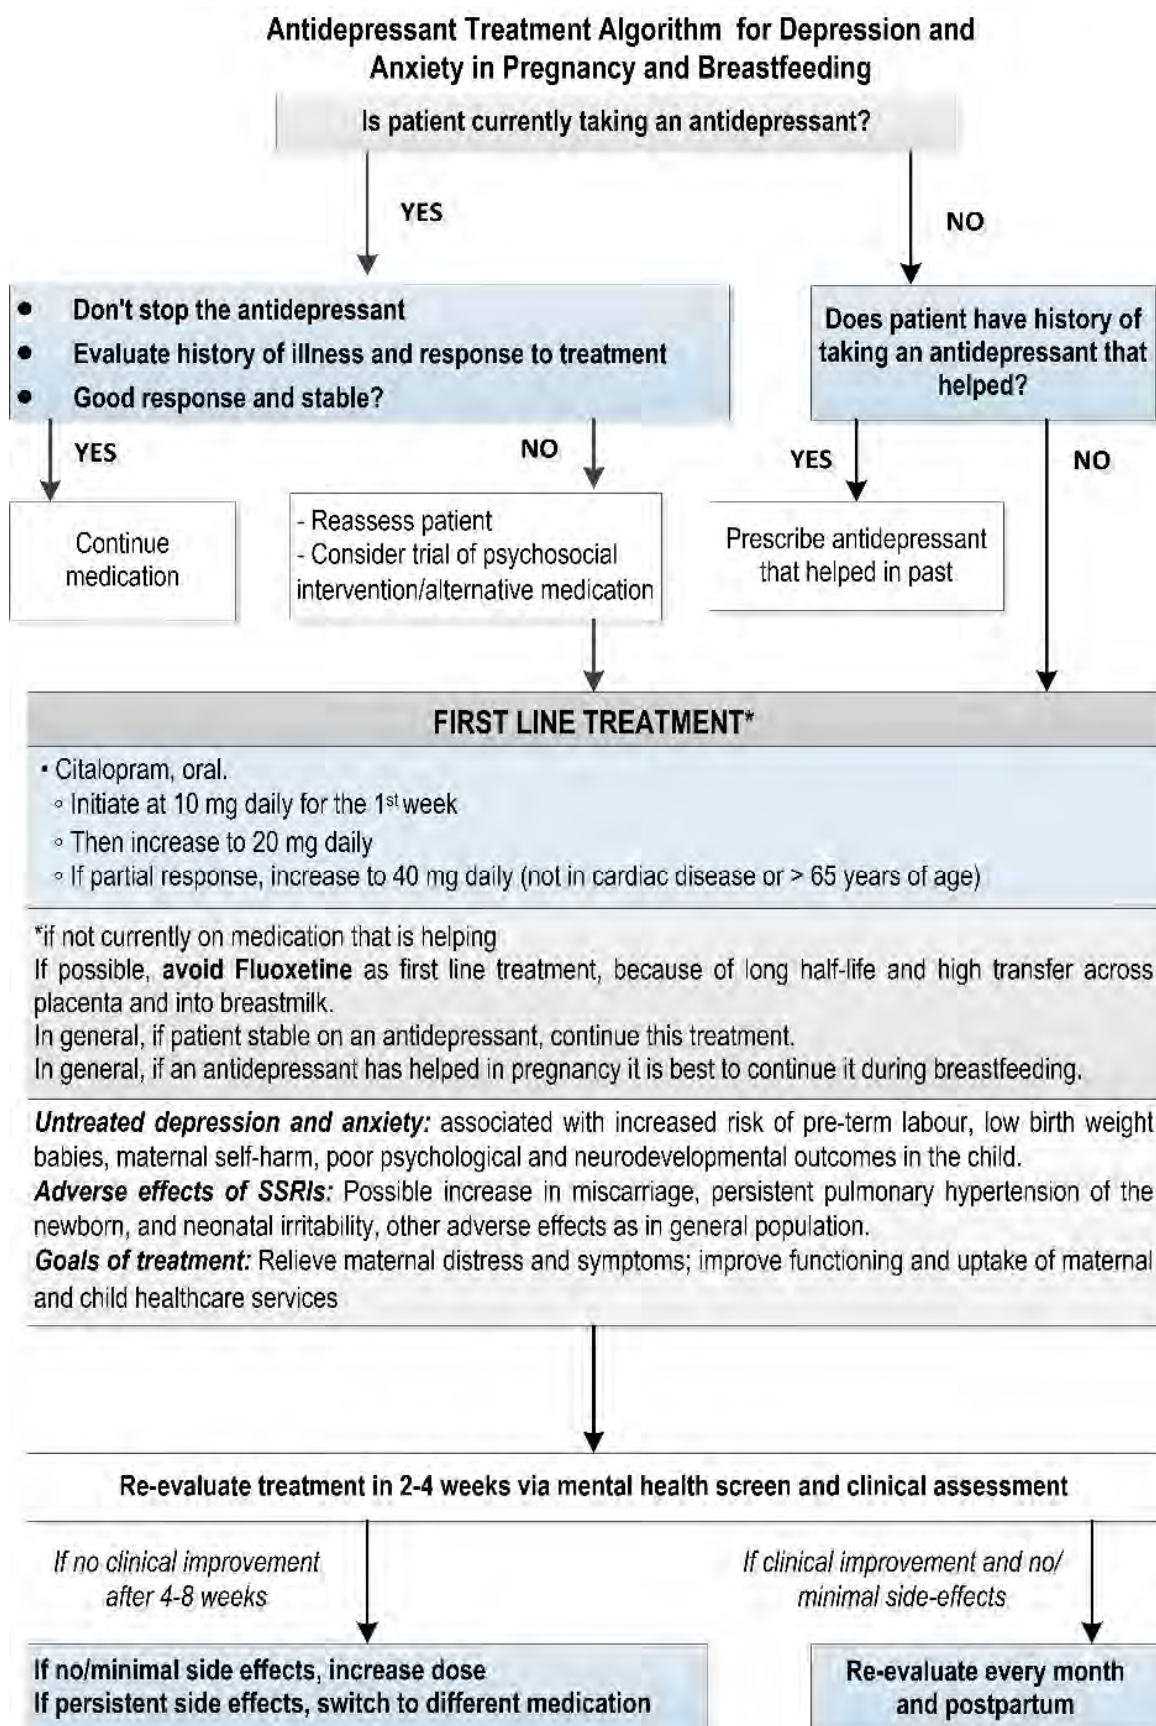 Antidepressant Treatment Algorithm for Depression and
Anxiety in Pregnancy and Breastfeeding
Is patient currently taking an antidepressant?
YES
NO
• Don't stop the antidepressant
• Evaluate history of illness and response to treatment
• Good response and stable?
Does patient have history of
taking an antidepressant that
helped?
YES
NO
YES
NO
Continue
medication
- Reassess patient
- Consider trial of psychosocial
intervention/alternative medication
Prescribe antidepressant
that helped in past
FIRST LINE TREATMENT*
• Citalopram, oral.
◦ Initiate at 10 mg daily for the 1st week
◦ Then increase to 20 mg daily
◦ If partial response, increase to 40 mg daily (not in cardiac disease or > 65 years of age)
*if not currently on medication that is helping
If possible, avoid Fluoxetine as first line treatment, because of long half-life and high transfer across
placenta and into breastmilk.
In general, if patient stable on an antidepressant, continue this treatment.
In general, if an antidepressant has helped in pregnancy it is best to continue it during breastfeeding.
Untreated depression and anxiety: associated with increased risk of pre-term labour, low birth weight
babies, maternal self-harm, poor psychological and neurodevelopmental outcomes in the child.
Adverse effects of SSRIs: Possible increase in miscarriage, persistent pulmonary hypertension of the
newborn, and neonatal irritability, other adverse effects as in general population.
Goals of treatment: Relieve maternal distress and symptoms; improve functioning and uptake of maternal
and child healthcare services
Re-evaluate treatment in 2-4 weeks via mental health screen and clinical assessment
If no clinical improvement
after 4-8 weeks
If clinical improvement and no/
minimal side-effects
If no/minimal side effects, increase dose
If persistent side effects, switch to different medication
Re-evaluate every month
and postpartum